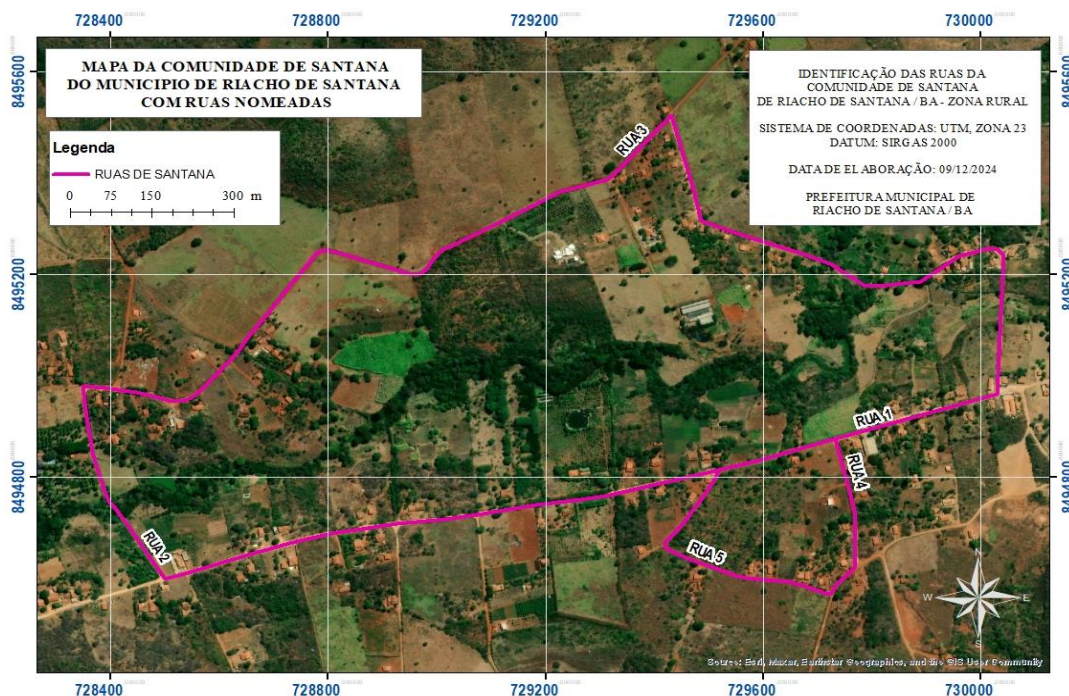 728400
728800
729200
729600
730000
MAPA DA COMUNIDADE DE SANTANA
DO MUNICIPIO DE RIACHO DE SANTANA
COM RUAS NOMEADAS
Legenda
RUAS DE SANTANA
0 75 150 300 m
IDENTIFICAÇÃO DAS RUAS DA
COMUNIDADE DE SANTANA
DE RIACHO DE SANTANA / BA - ZONA RURAL
SISTEMA DE COORDENADAS: UTM, ZONA 23
DATUM: SIRGAS 2000
DATA DE ELABORAÇÃO: 09/12/2024
PREFEITURA MUNICIPAL DE
RIACHO DE SANTANA / BA
8495600
8495600
RUA 3
8495200
8495200
RUA 1
RUA 4
8494800
8494800
RUA 2
RUA 5
N
W
E
S
Source: Esri, Maxar, Earthstar Geographics, and the GIS User Community
728400
728800
729200
729600
730000